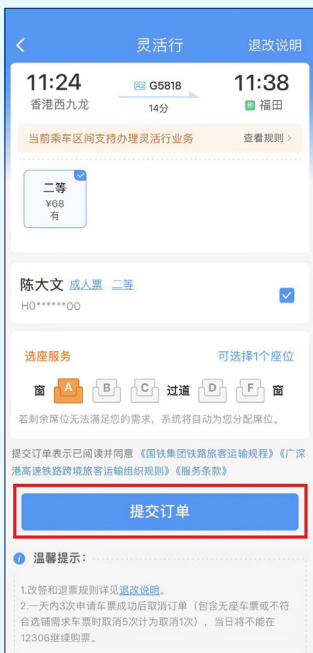 灵活行 退改说明
11:24 G5818 11:38
香港西九龙 14分 福田
当前乘车区间支持办理灵活行业务 查看规则 >
二等
¥68
有
陈大文 成人票 二等
H0******00
选座服务 可选择1个座位
窗 A B C 过道 D F 窗
若剩余席位无法满足您的需求，系统将自动为您分配席位。
提交订单表示已阅读并同意《国铁集团铁路旅客运输规程》《广深
港高速铁路跨境旅客运输组织规则》《服务条款》
提交订单
温馨提示：
1.改签和退票规则详见退改说明。
2.一天内3次申请车票成功后取消订单（包含无座车票或不符
合选铺需求车票时取消5次计为取消1次），当日将不能在
12306继续购票。